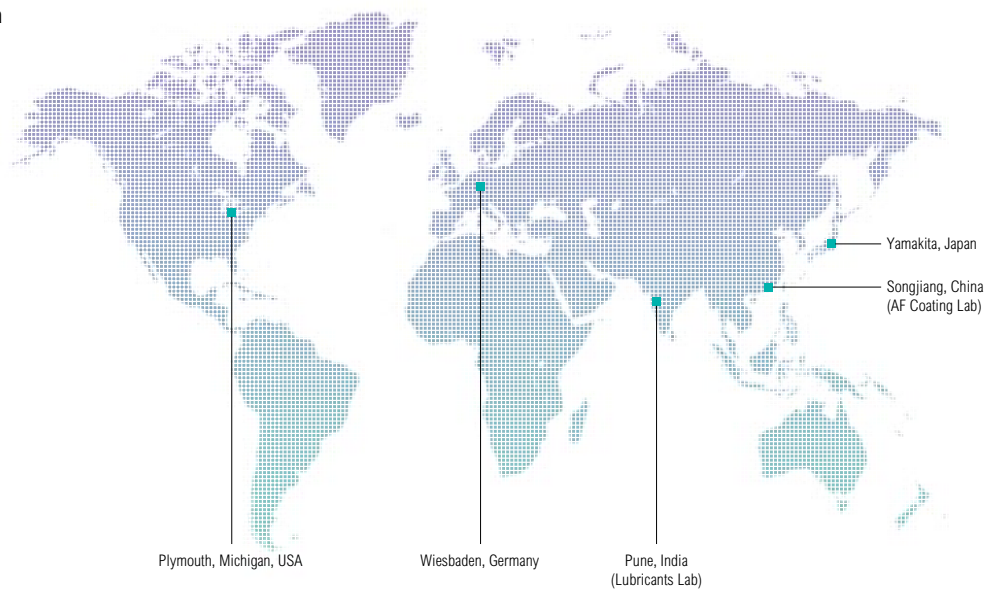 Yamakita, Japan
Songjiang, China
(AF Coating Lab)
Plymouth, Michigan, USA
Wiesbaden, Germany
Pune, India
(Lubricants Lab)